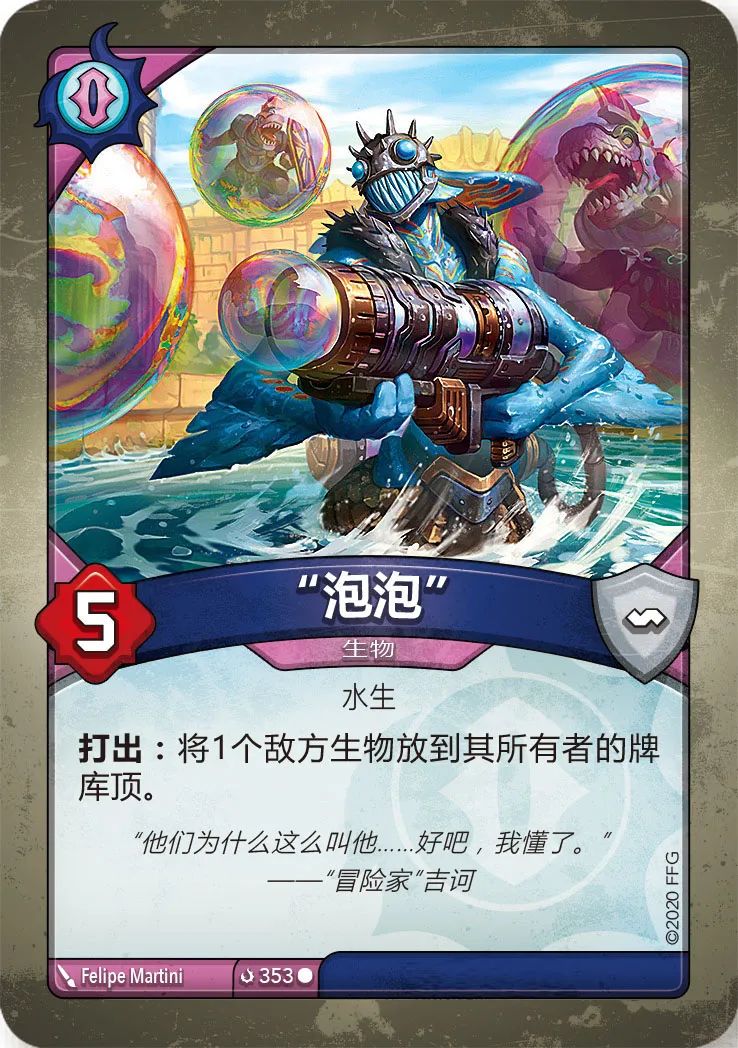 5
“泡泡”
生物
水生
打出：将1个敌方生物放到其所有者的牌
库顶。
“他们为什么这么叫他……好吧，我懂了。”
——“冒险家”吉诃
©2020 FFG
Felipe Martini
353